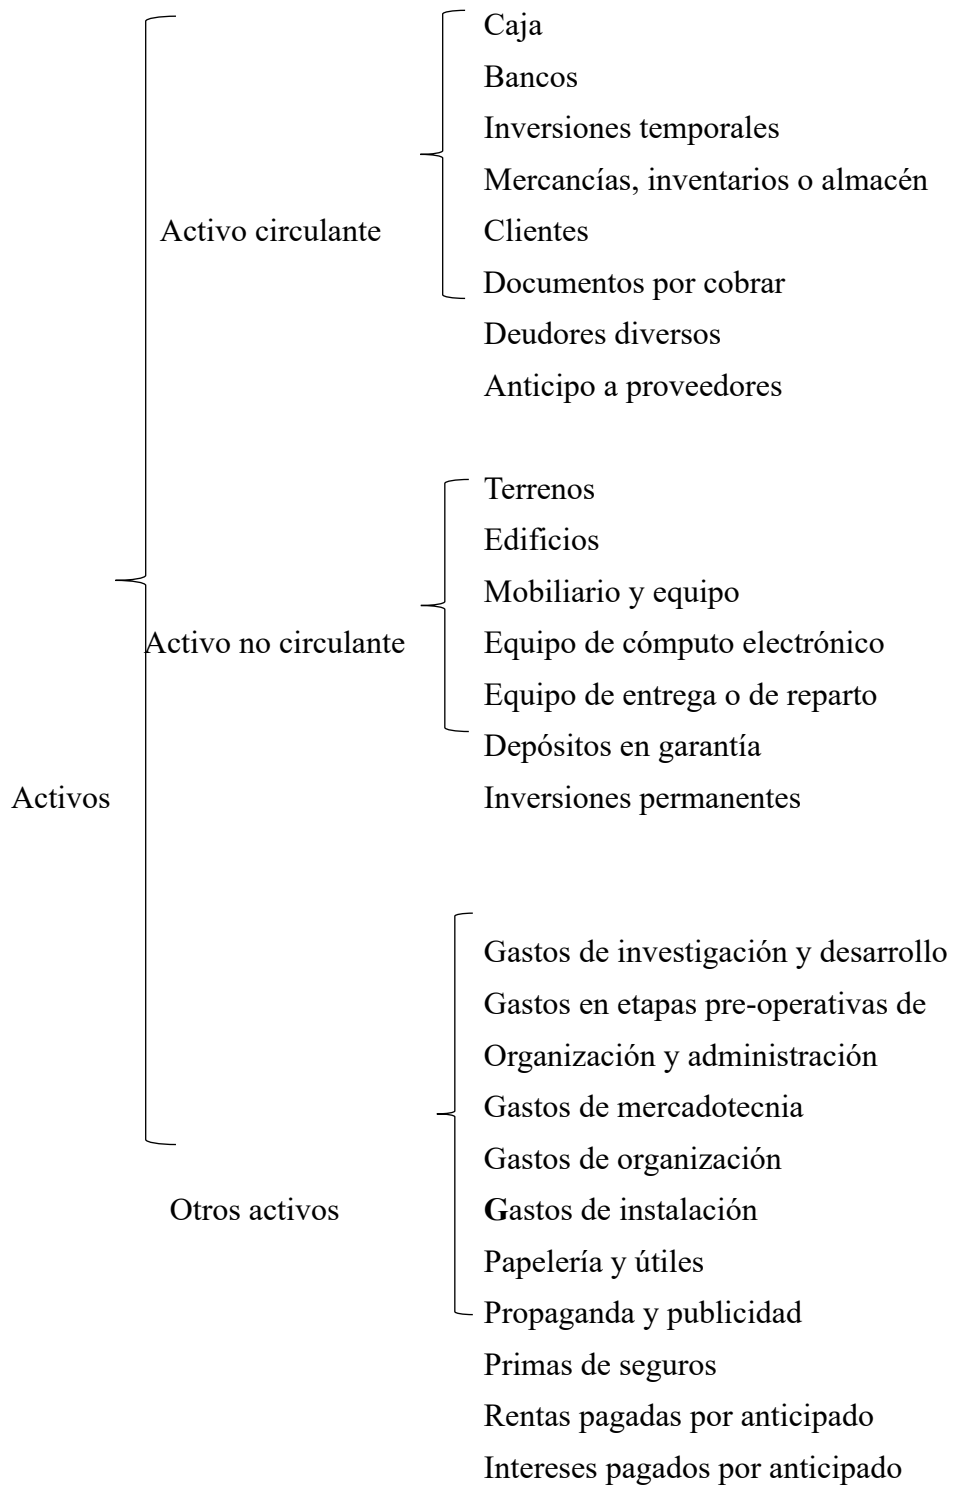 Caja
Bancos
Inversiones temporales
Mercancías, inventarios o almacén
Activo circulante
Clientes
Documentos por cobrar
Deudores diversos
Anticipo a proveedores
Terrenos
Edificios
Mobiliario y equipo
Activo no circulante
Equipo de cómputo electrónico
Equipo de entrega o de reparto
Depósitos en garantía
Activos
Inversiones permanentes
Gastos de investigación y desarrollo
Gastos en etapas pre-operativas de
Organización y administración
Gastos de mercadotecnia
Gastos de organización
Otros activos
Gastos de instalación
Papelería y útiles
Propaganda y publicidad
Primas de seguros
Rentas pagadas por anticipado
Intereses pagados por anticipado